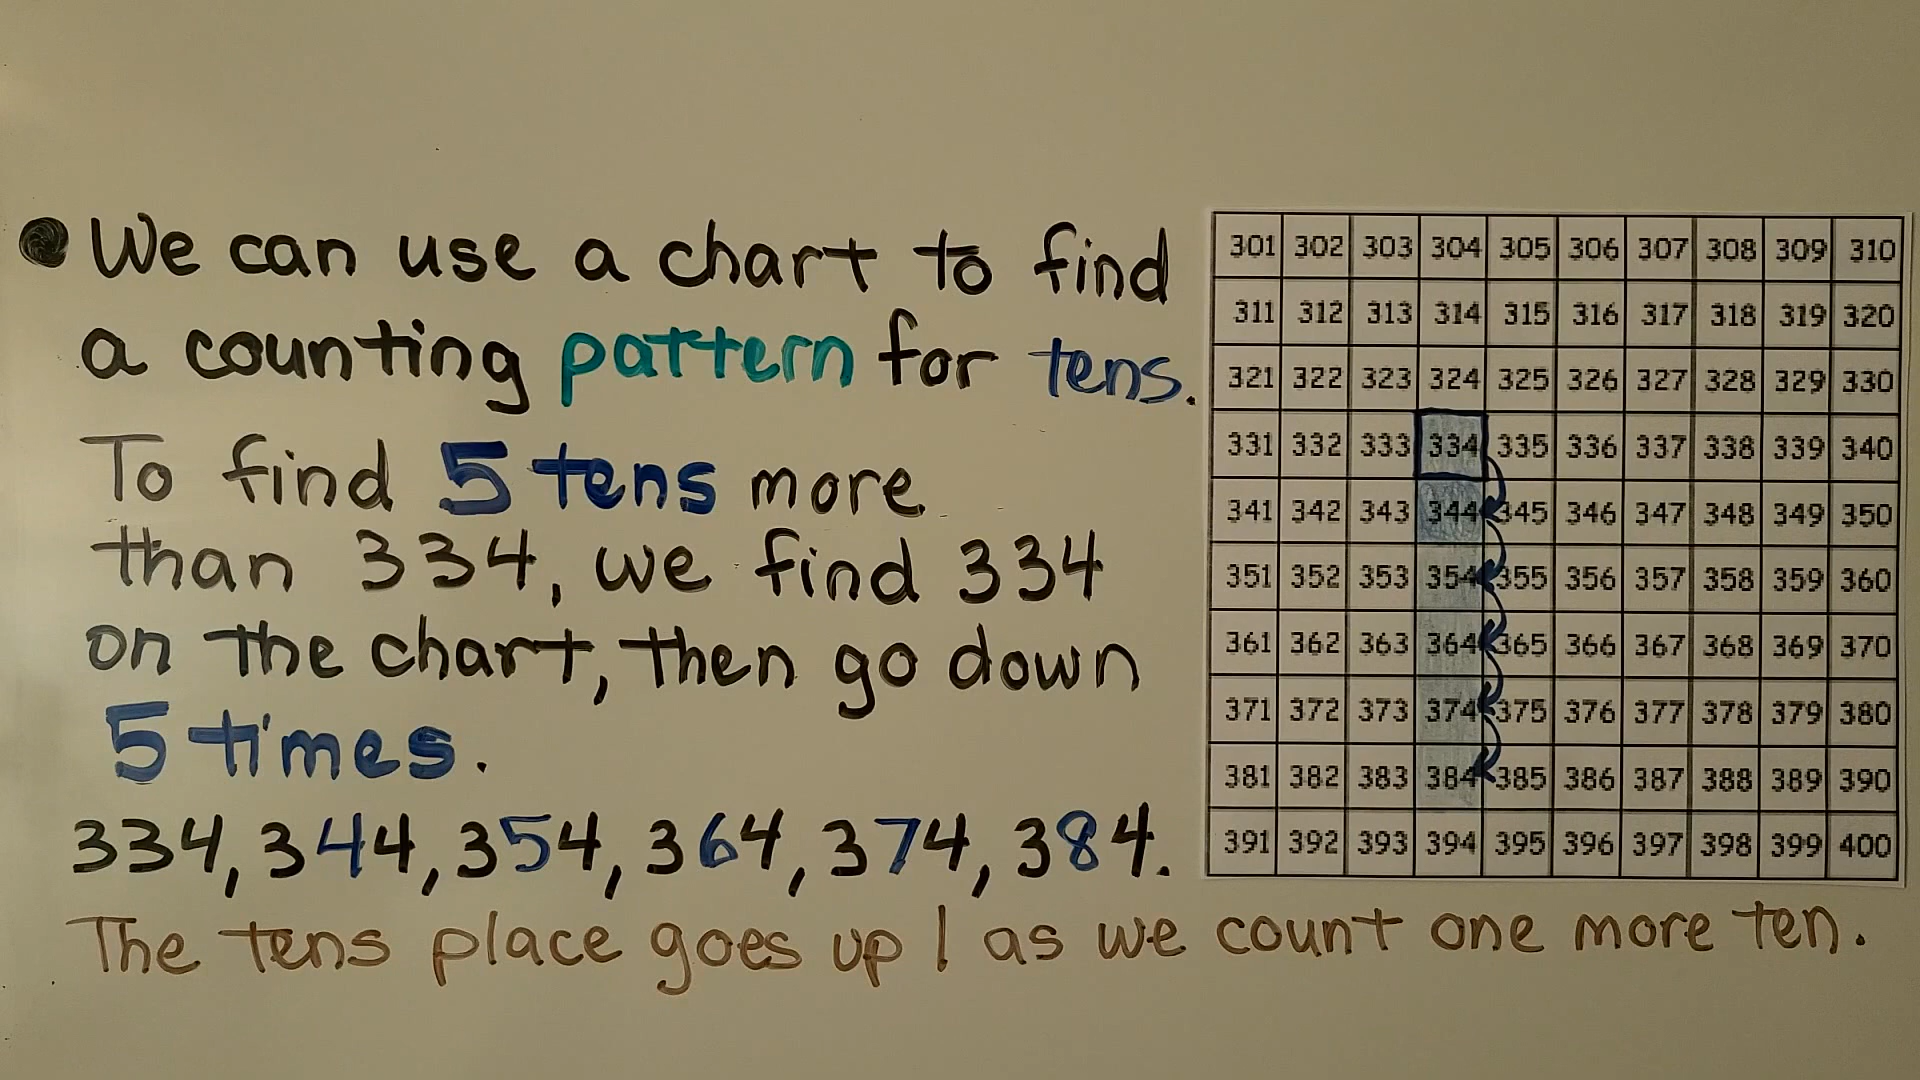 We can use a chart to find
a counting pattern for tens.
To find 5 tens more
than 334, we find 334
on the chart, then go down
5 times.
334, 344, 354, 364, 374, 384.
The tens place goes up 1 as we count one more ten.
301 302 303 304 305 306 307 308 309 310
311 312 313 314 315 316 317 318 319 320
321 322 323 324 325 326 327 328 329 330
331 332 333 334 335 336 337 338 339 340
341 342 343 344 345 346 347 348 349 350
351 352 353 354 355 356 357 358 359 360
361 362 363 364 365 366 367 368 369 370
371 372 373 374 375 376 377 378 379 380
381 382 383 384 385 386 387 388 389 390
391 392 393 394 395 396 397 398 399 400